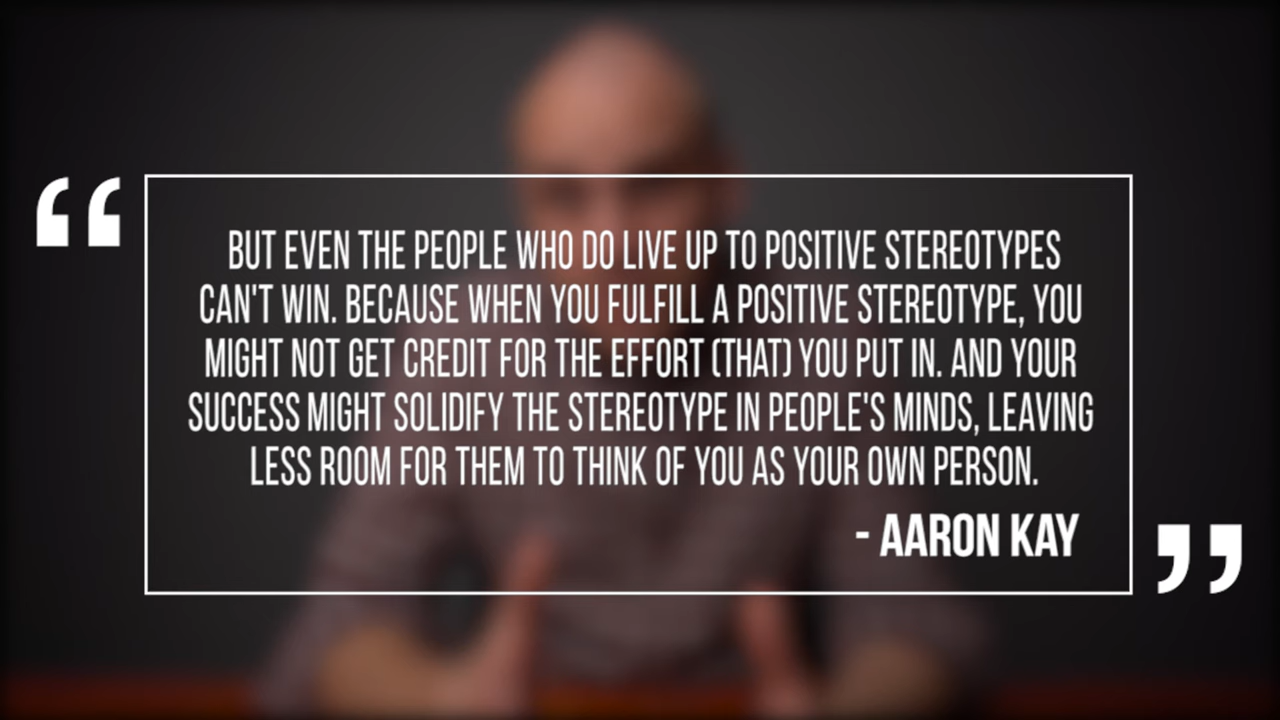 “
BUT EVEN THE PEOPLE WHO DO LIVE UP TO POSITIVE STEREOTYPES
CAN'T WIN. BECAUSE WHEN YOU FULFILL A POSITIVE STEREOTYPE, YOU
MIGHT NOT GET CREDIT FOR THE EFFORT (THAT) YOU PUT IN. AND YOUR
SUCCESS MIGHT SOLIDIFY THE STEREOTYPE IN PEOPLE'S MINDS, LEAVING
LESS ROOM FOR THEM TO THINK OF YOU AS YOUR OWN PERSON.
- AARON KAY
”